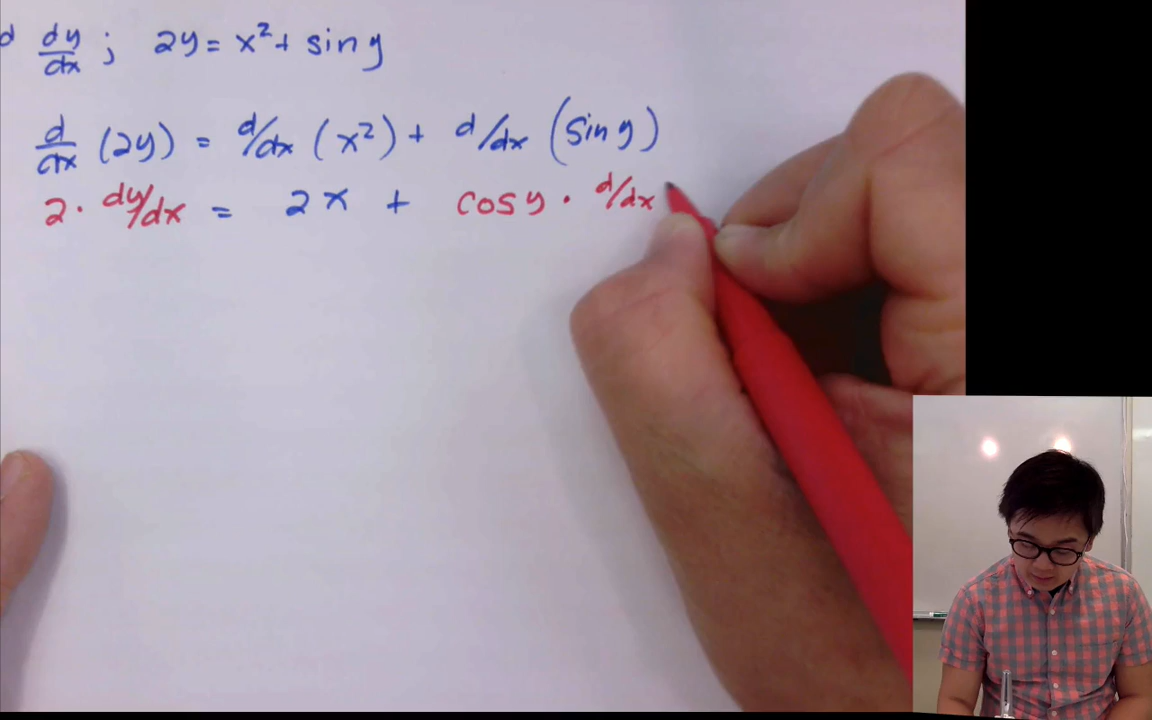 d dy/dx ; 2y = x² + sin y
d/dx (2y) = d/dx (x²) + d/dx (sin y)
2 · dy/dx = 2x + cos y · d/dx